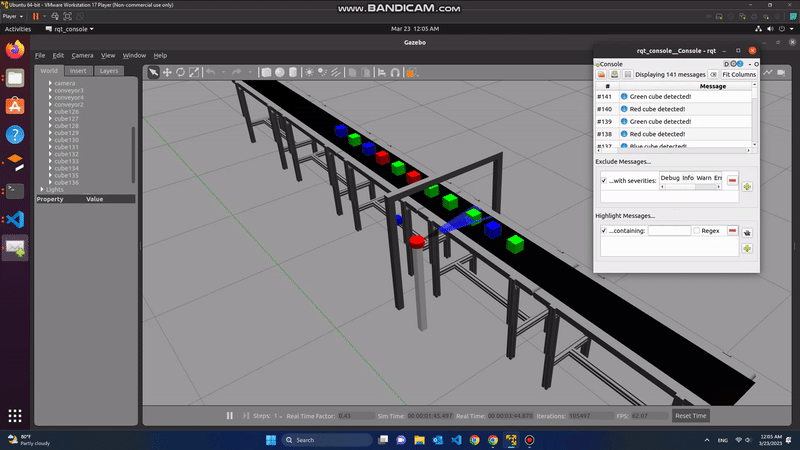 Ubuntu 64-bit - VMware Workstation 17 Player (Non-commercial use only)
www.BANDICAM.com
Player
Activities
rqt_console
Mar 23 12:05 AM
Gazebo
File Edit Camera View Window Help
World Insert Layers
camera
conveyor3
conveyor4
conveyor2
cube126
cube127
cube128
cube129
cube130
cube131
cube132
cube133
cube134
cube135
cube136
Lights
Property Value
rqt_console__Console - rqt
Console
Displaying 141 messages
Fit Columns
# Message
#141 Green cube detected!
#140 Red cube detected!
#139 Green cube detected!
#138 Red cube detected!
#137 Blue cube detected!
Exclude Messages...
...with severities:
Debug Info Warn Err
Highlight Messages...
...containing:
Regex
Steps: 1
Real Time Factor: 0.43
Sim Time: 00 00:01:45.497
Real Time: 00 00:03:44.870
Iterations: 105497
FPS: 62.07
Reset Time
80°F
Partly cloudy
Search
ENG
12:05 AM
3/23/2023